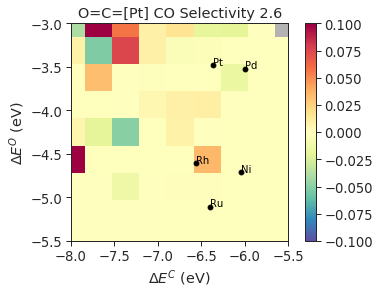 O=C=[Pt] CO Selectivity 2.6
−3.0
−3.5
−4.0
−4.5
−5.0
−5.5
ΔE^O (eV)
Pt
Pd
Rh
Ni
Ru
−8.0 −7.5 −7.0 −6.5 −6.0 −5.5
ΔE^C (eV)
0.100
0.075
0.050
0.025
0.000
−0.025
−0.050
−0.075
−0.100